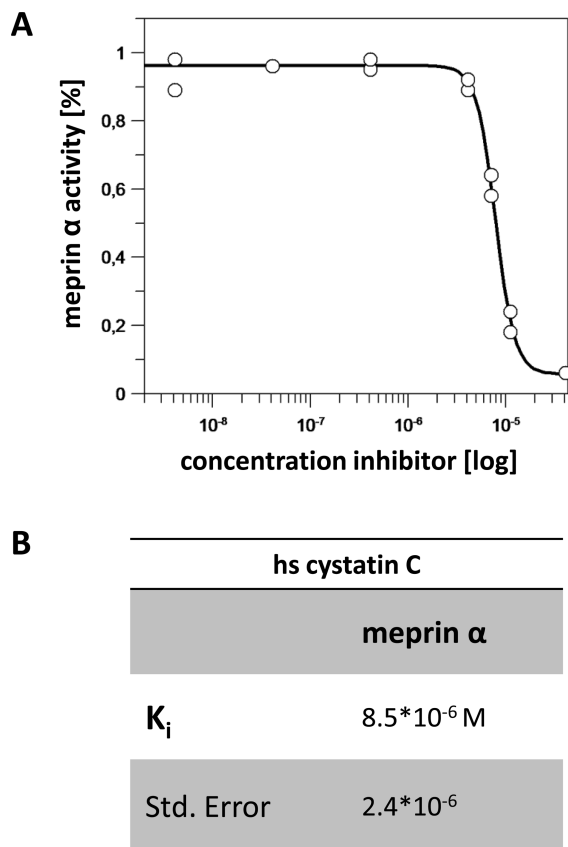 A
meprin α activity [%]
1
0,8
0,6
0,4
0,2
0
10⁻⁸ 10⁻⁷ 10⁻⁶ 10⁻⁵
concentration inhibitor [log]
B
hs cystatin C
meprin α
Kᵢ 8.5*10⁻⁶ M
Std. Error 2.4*10⁻⁶